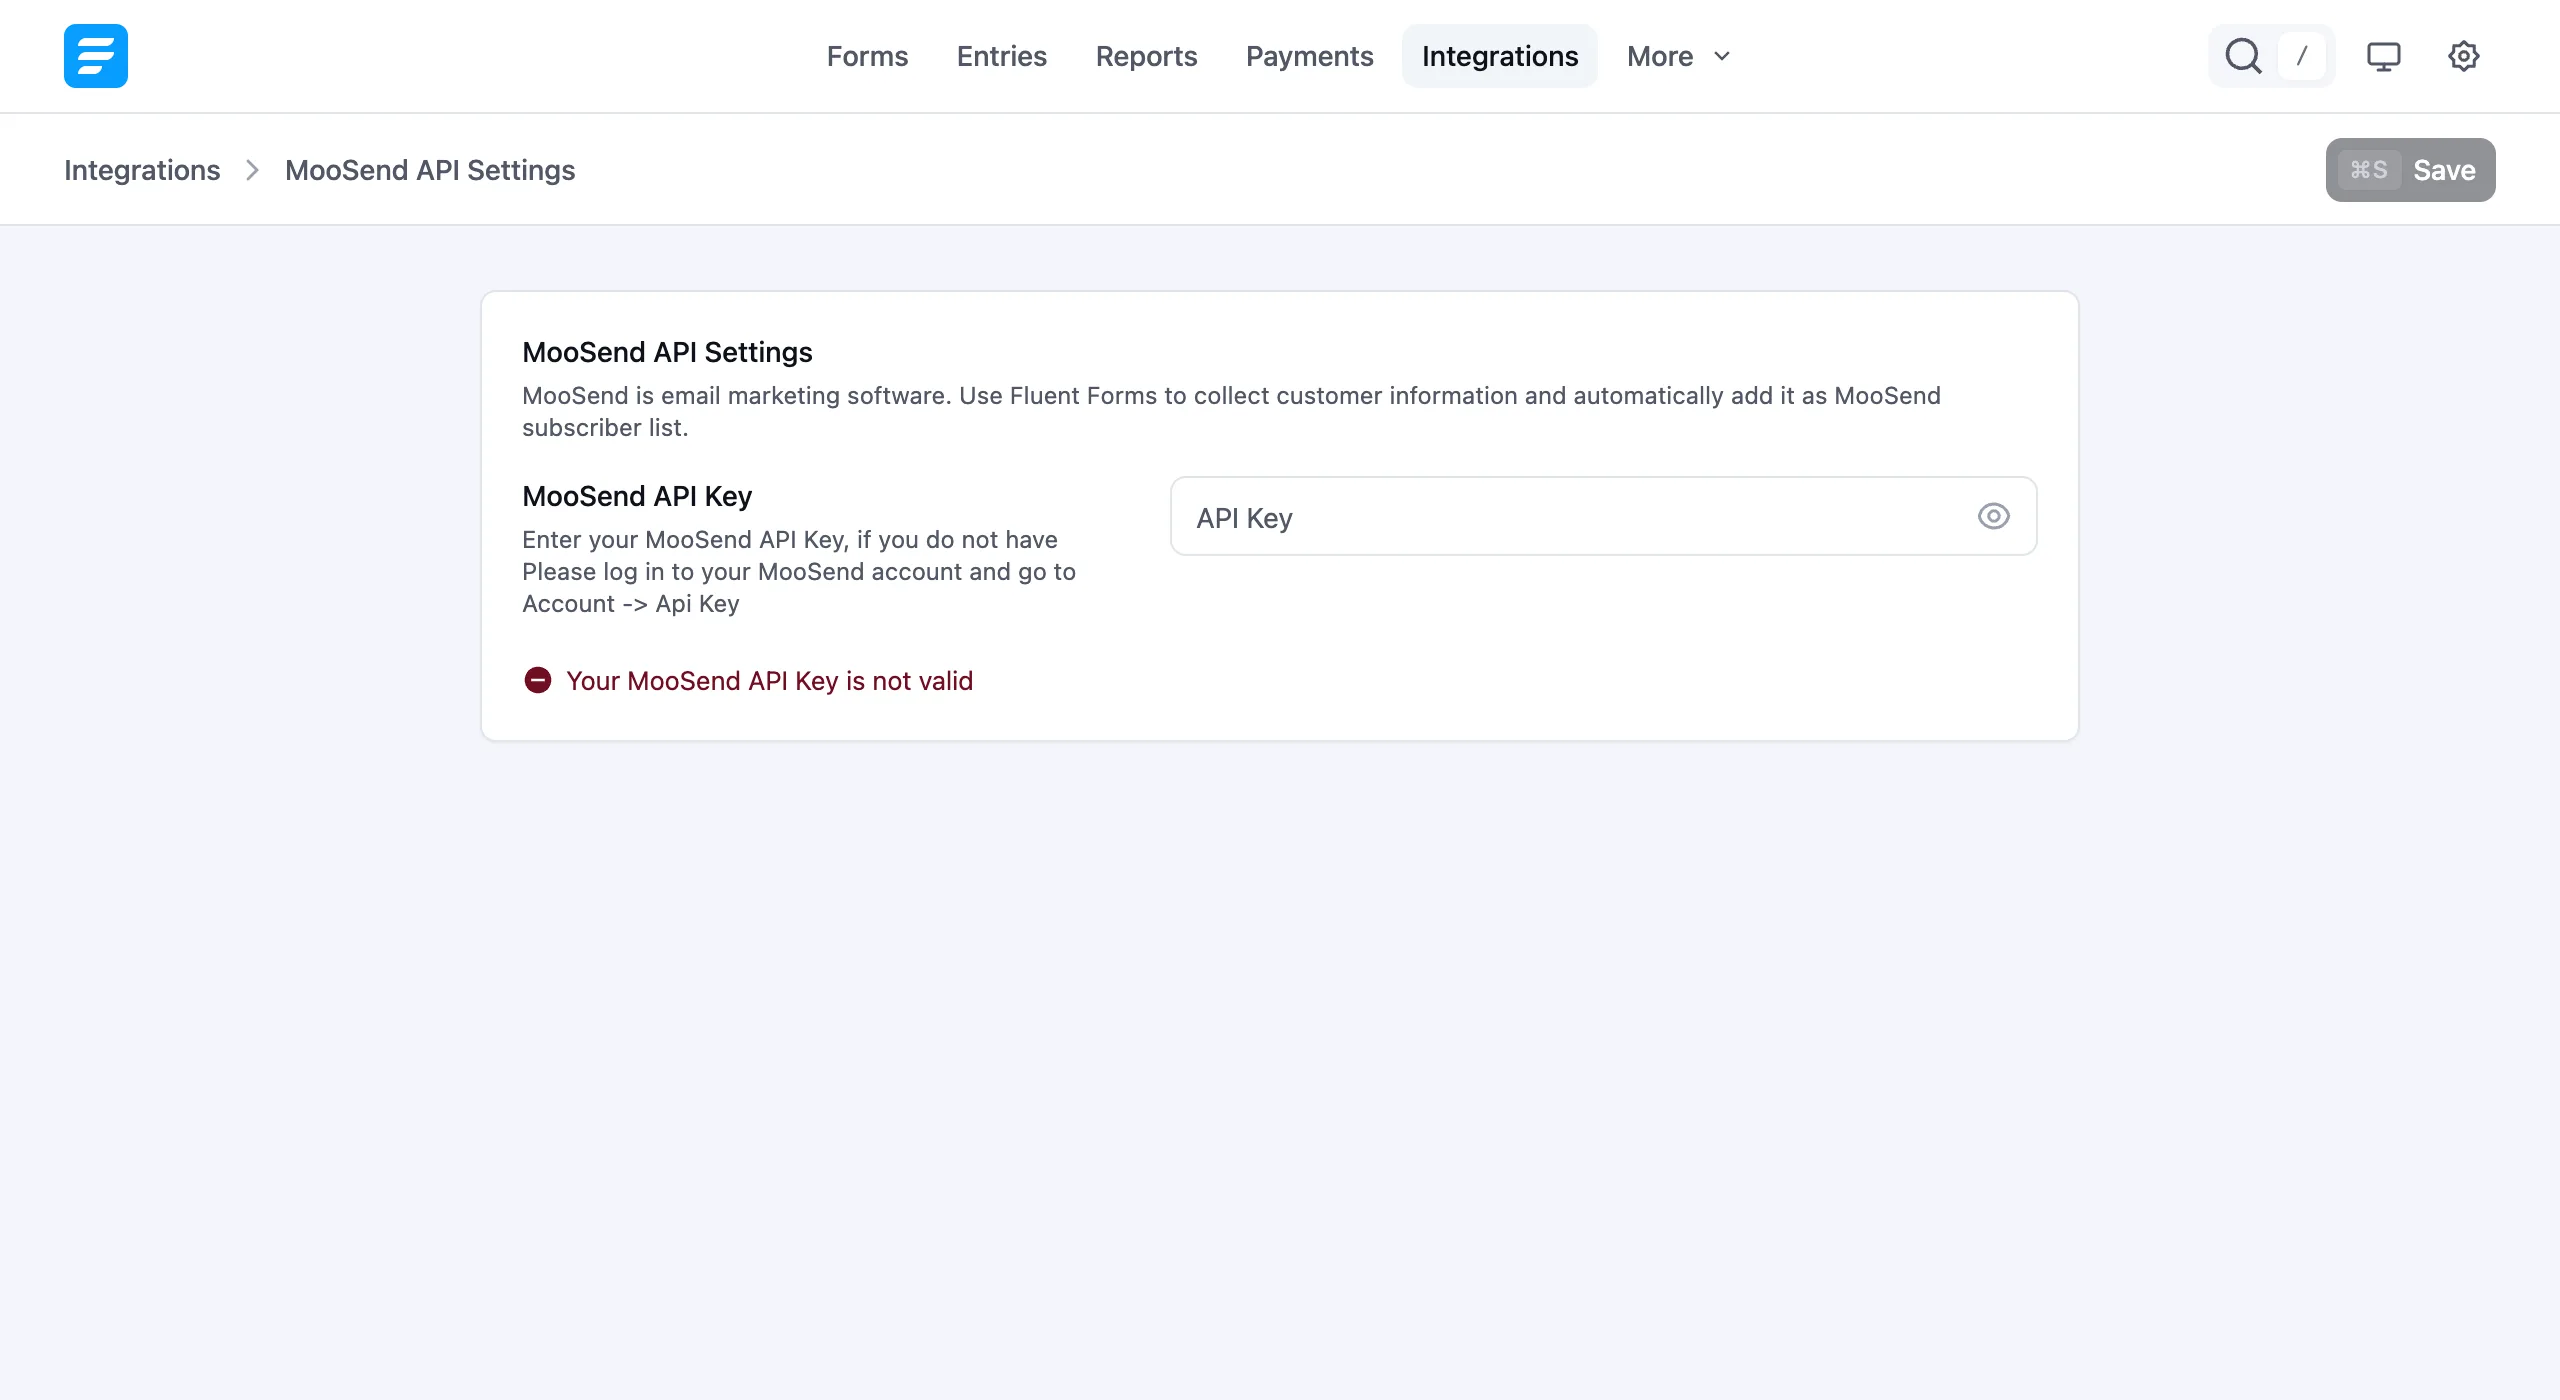 Forms Entries Reports Payments Integrations More /
Integrations > MooSend API Settings ⌘S Save
MooSend API Settings
MooSend is email marketing software. Use Fluent Forms to collect customer information and automatically add it as MooSend
subscriber list.
MooSend API Key
API Key
Enter your MooSend API Key, if you do not have
Please log in to your MooSend account and go to
Account -> Api Key
Your MooSend API Key is not valid